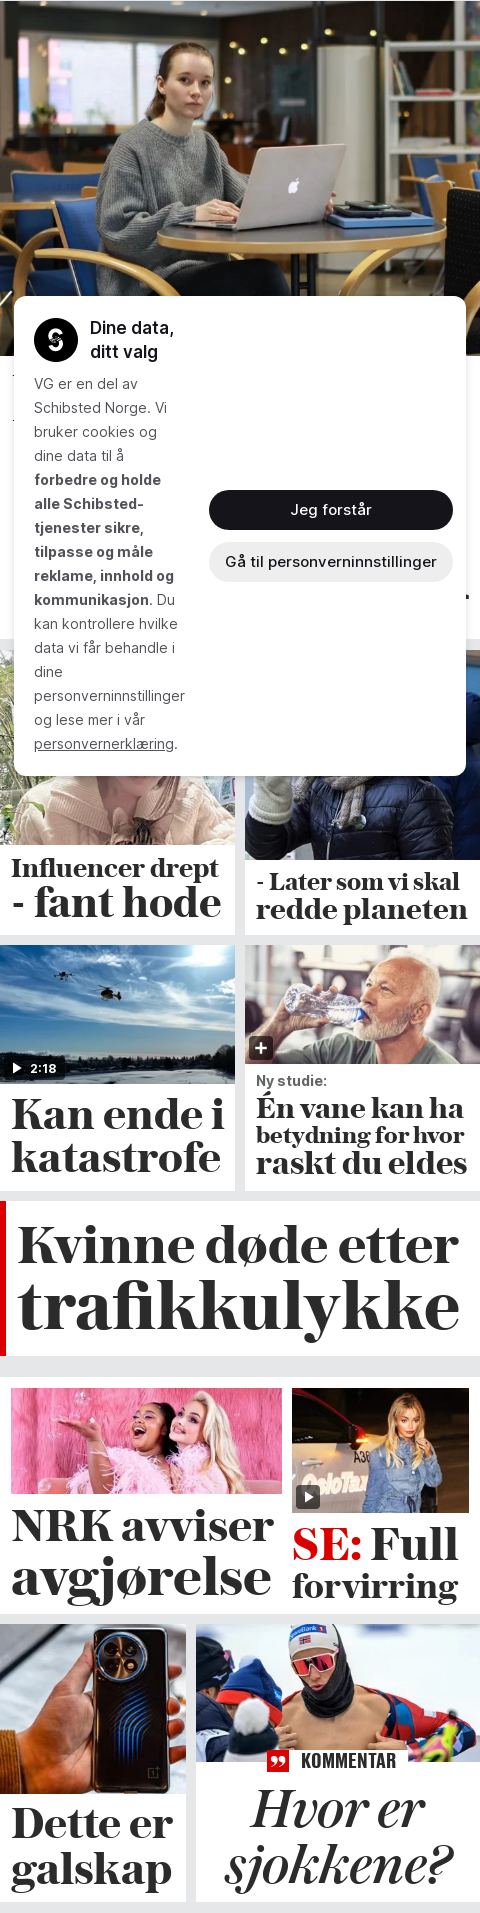 Dine data,
ditt valg
VG er en del av
Schibsted Norge. Vi
bruker cookies og
dine data til å
forbedre og holde
alle Schibsted-
tjenester sikre,
tilpasse og måle
reklame, innhold og
kommunikasjon. Du
kan kontrollere hvilke
data vi får behandle i
dine
personverninnstillinger
og lese mer i vår
personvernerklæring.
Jeg forstår
Gå til personverninnstillinger
Influencer drept
- fant hode
- Later som vi skal
redde planeten
2:18
Kan ende i
katastrofe
Ny studie:
Én vane kan ha
betydning for hvor
raskt du eldes
Kvinne døde etter
trafikkulykke
NRK avviser
avgjørelse
SE: Full
forvirring
Dette er
galskap
KOMMENTAR
Hvor er
sjokkene?